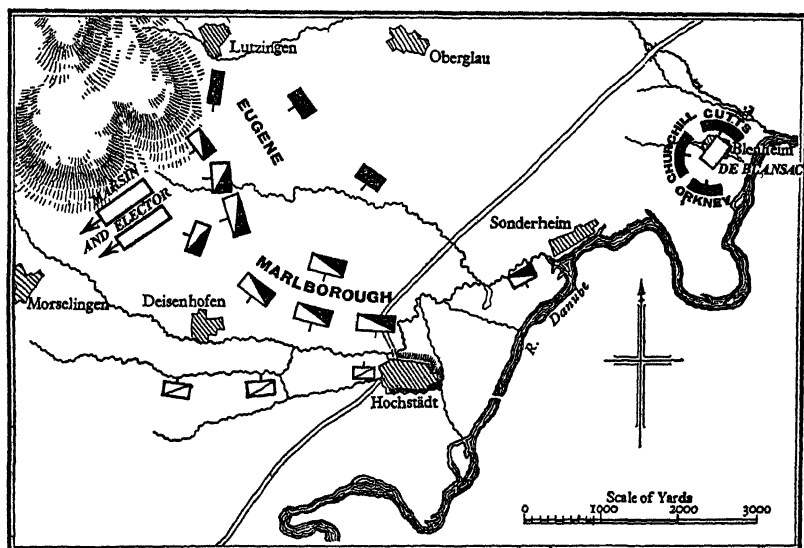 Lutzingen
Oberglau
EUGENE
CHURCHILL
CUTTS
Blenheim
DE BLANSAC
ORKNEY
MARSIN
AND ELECTOR
Sonderheim
MARLBOROUGH
Morselingen
Deisenhofen
R. Danube
Hochstädt
Scale of Yards
0 1000 2000 3000